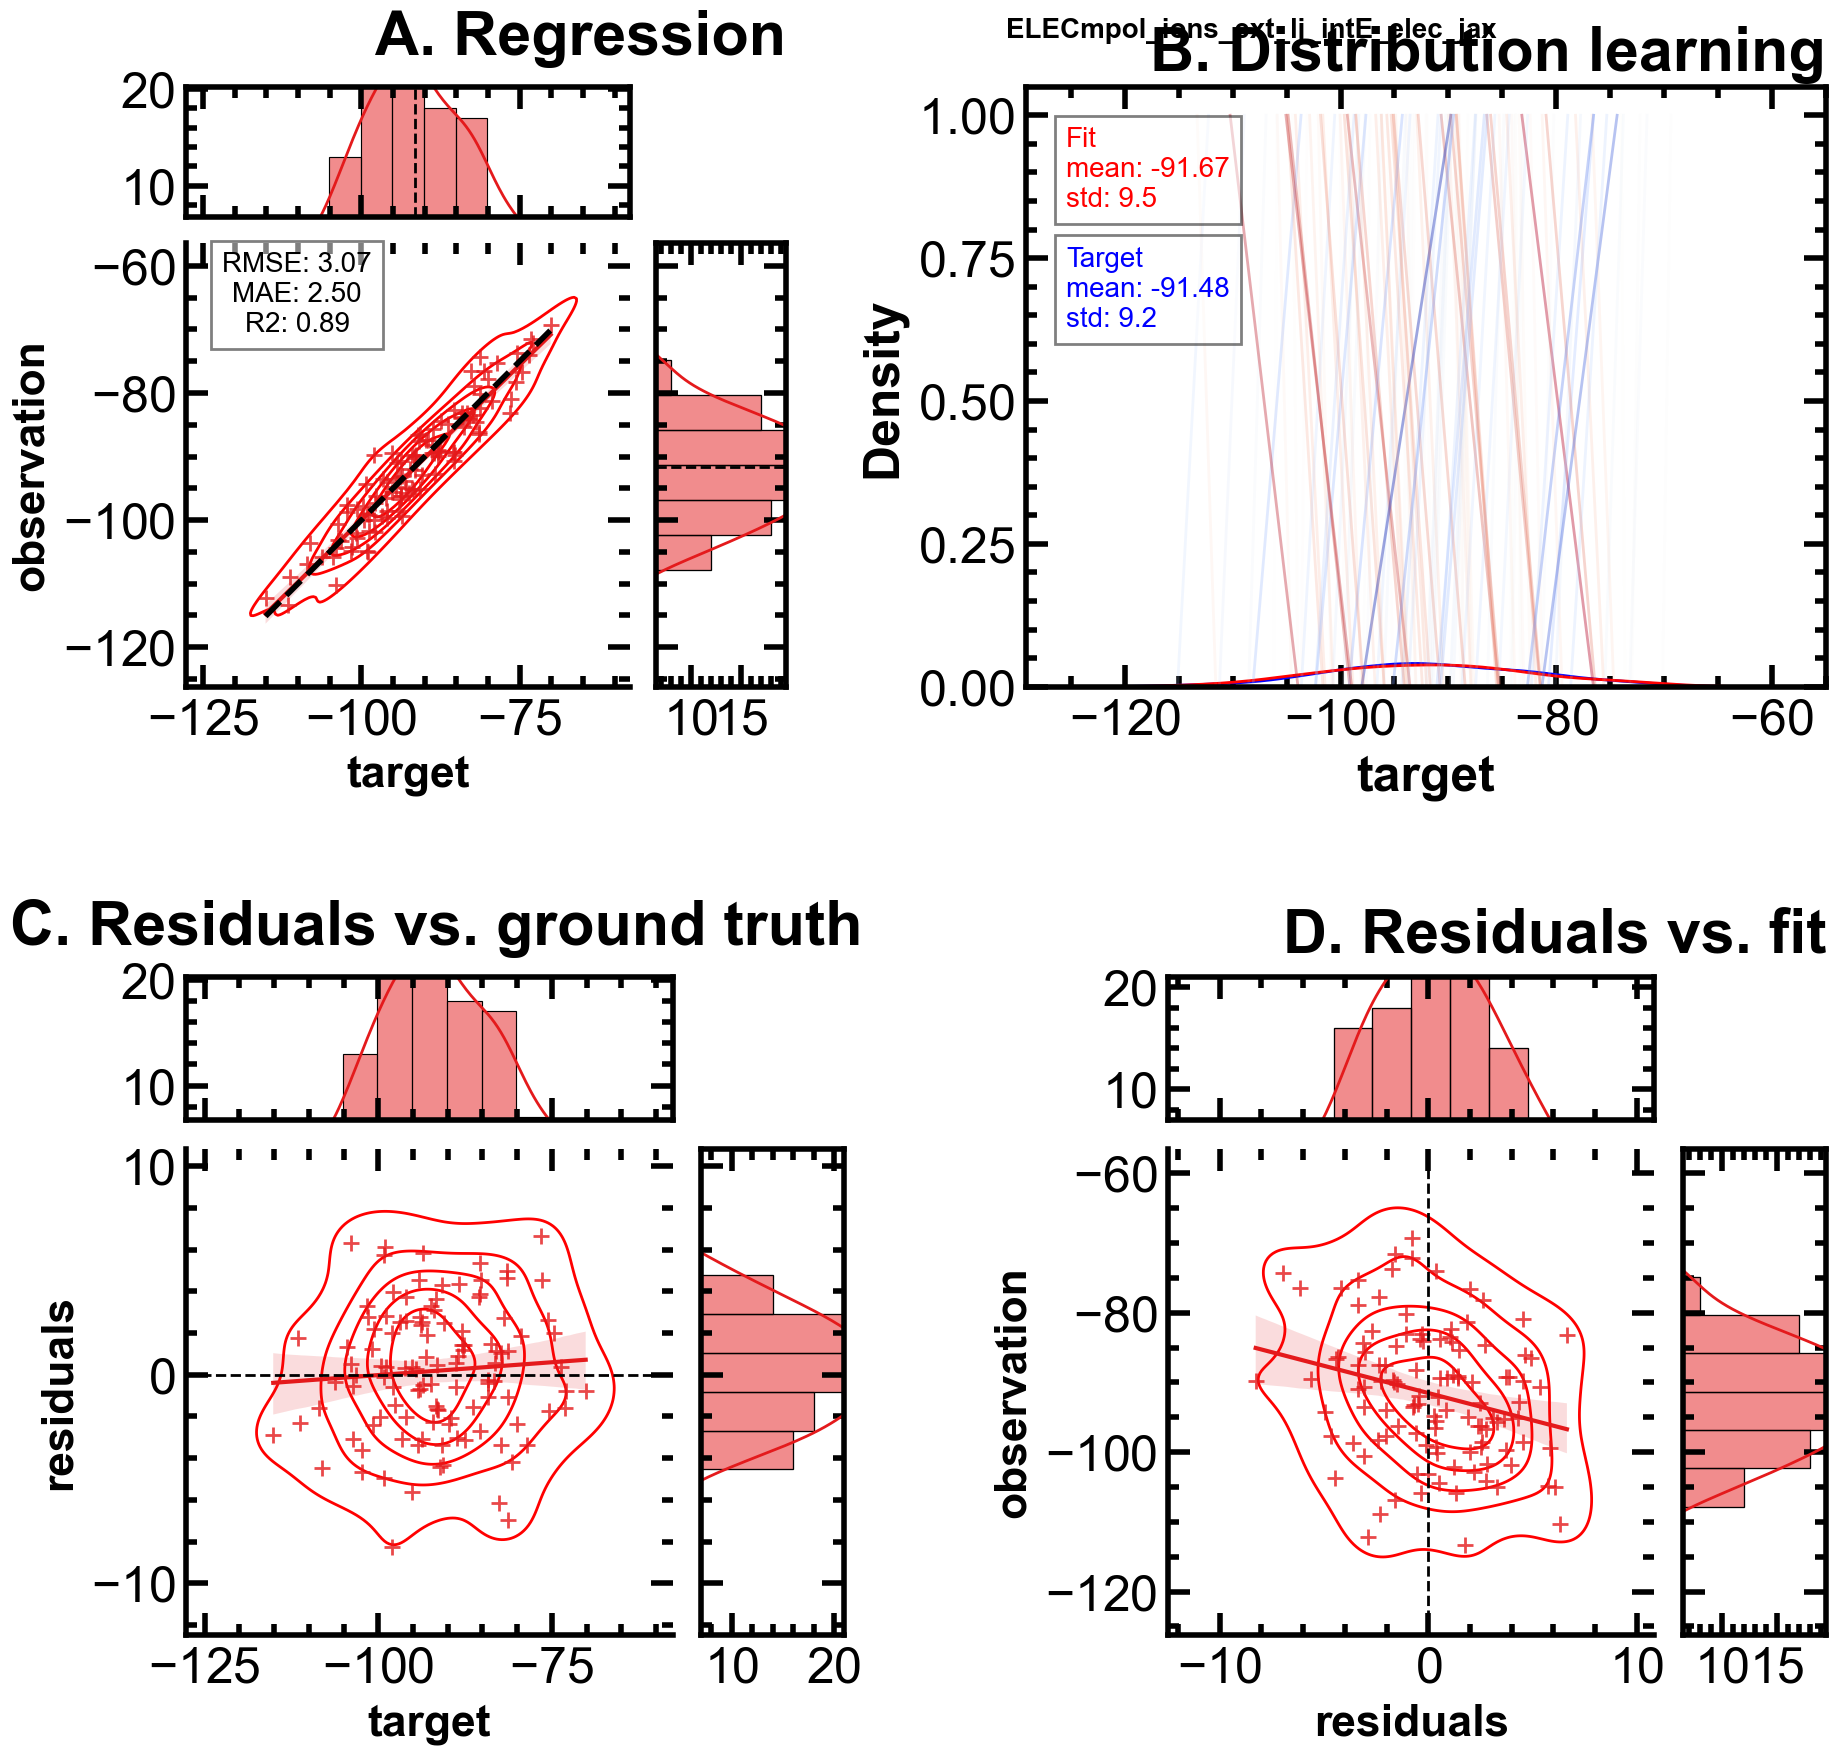 ELECmpol_ions_ext_li_intE_elec_jax
A. Regression
20
10
−60
−80
−100
−120
RMSE: 3.07
MAE: 2.50
R2: 0.89
observation
−125
−100
−75
target
10
15
B. Distribution learning
1.00
0.75
0.50
0.25
0.00
Density
Fit
mean: -91.67
std: 9.5
Target
mean: -91.48
std: 9.2
−120
−100
−80
−60
target
C. Residuals vs. ground truth
20
10
10
0
−10
residuals
−125
−100
−75
target
10
20
D. Residuals vs. fit
20
10
−60
−80
−100
−120
observation
−10
0
10
residuals
10
15